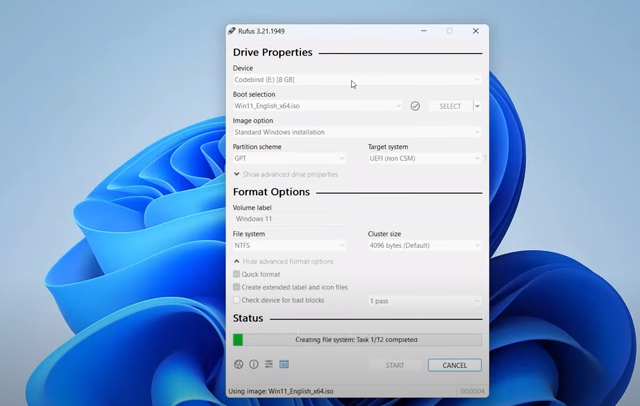 Rufus 3.21.1949
Drive Properties
Device
Codebind (E:) [8 GB]
Boot selection
Win11_English_x64.iso
SELECT
Image option
Standard Windows installation
Partition scheme
Target system
GPT
UEFI (non CSM)
?
Show advanced drive properties
Format Options
Volume label
Windows 11
File system
Cluster size
NTFS
4096 bytes (Default)
Hide advanced format options
Quick format
Create extended label and icon files
Check device for bad blocks
1 pass
Status
Creating file system: Task 1/12 completed
START
CANCEL
Using image: Win11_English_x64.iso
00:00:04